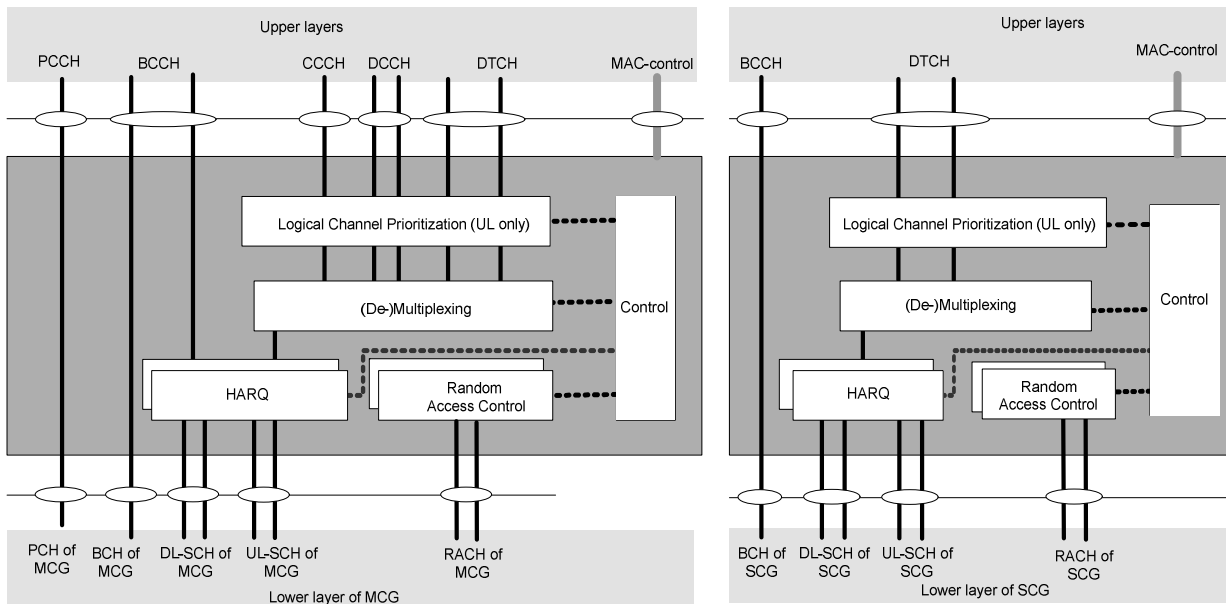 Upper layers
PCCH
BCCH
CCCH
DCCH
DTCH
MAC-control
Logical Channel Prioritization (UL only)
(De-)Multiplexing
Control
HARQ
Random
Access Control
PCH of
MCG
BCH of
MCG
DL-SCH of
MCG
UL-SCH of
MCG
RACH of
MCG
Lower layer of MCG
Upper layers
BCCH
DTCH
MAC-control
Logical Channel Prioritization (UL only)
(De-)Multiplexing
Control
HARQ
Random
Access Control
BCH of
SCG
DL-SCH of
SCG
UL-SCH of
SCG
RACH of
SCG
Lower layer of SCG